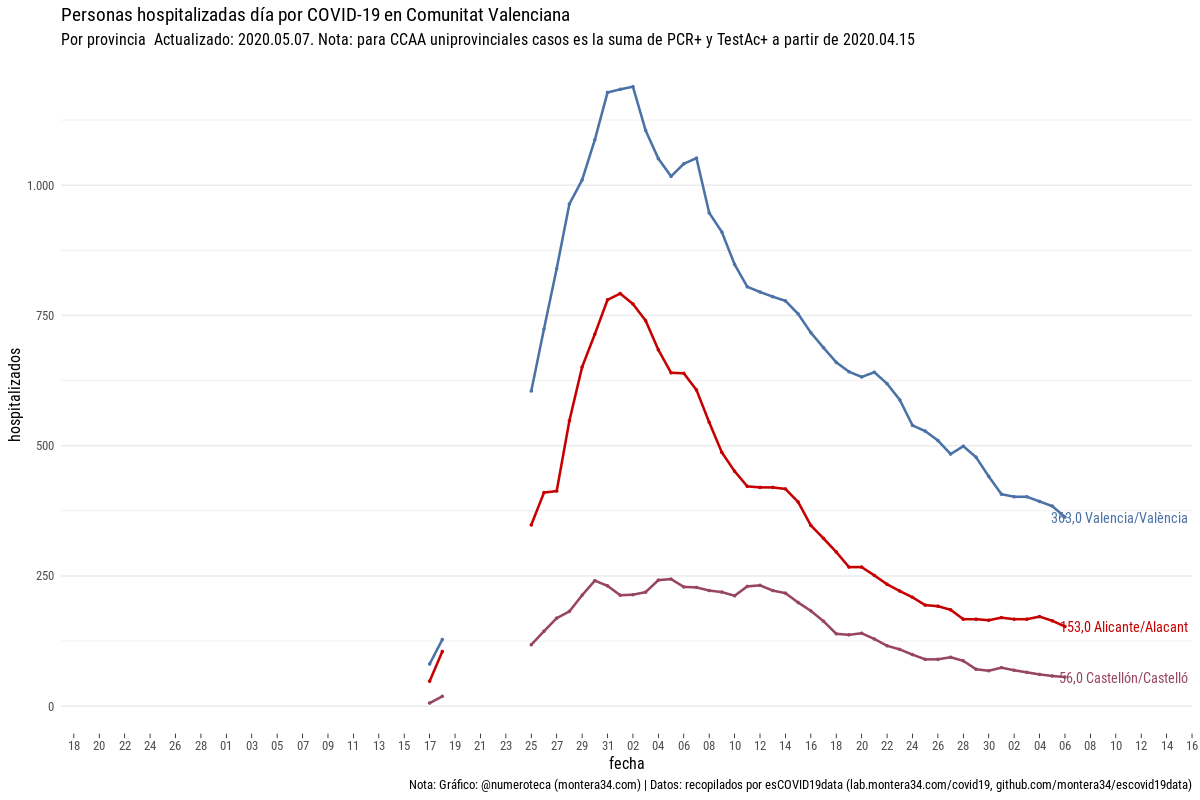 Personas hospitalizadas día por COVID-19 en Comunitat Valenciana
Por provincia  Actualizado: 2020.05.07. Nota: para CCAA uniprovinciales casos es la suma de PCR+ y TestAc+ a partir de 2020.04.15
hospitalizados
1.000
750
500
250
0
363,0 Valencia/València
153,0 Alicante/Alacant
56,0 Castellón/Castelló
18 20 22 24 26 28 01 03 05 07 09 11 13 15 17 19 21 23 25 27 29 31 02 04 06 08 10 12 14 16 18 20 22 24 26 28 30 02 04 06 08 10 12 14 16
fecha
Nota: Gráfico: @numeroteca (montera34.com) | Datos: recopilados por esCOVID19data (lab.montera34.com/covid19, github.com/montera34/escovid19data)